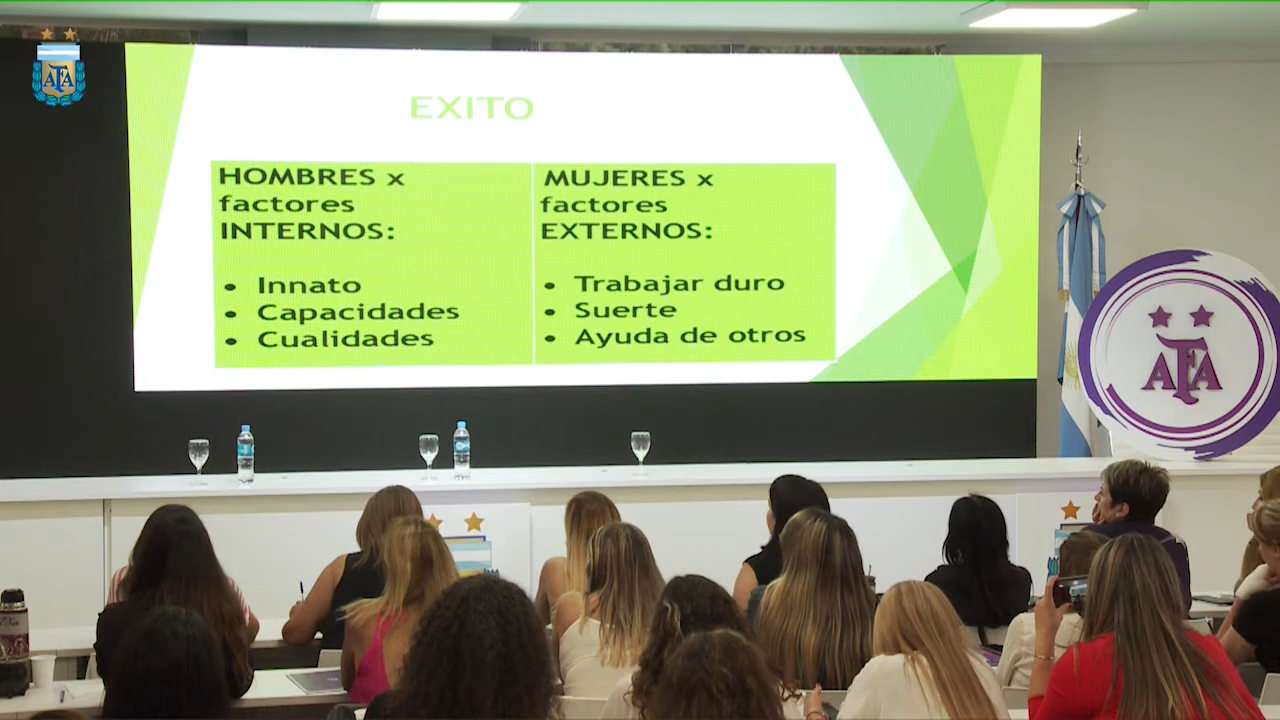 AFA
EXITO
HOMBRES x
factores
INTERNOS:
• Innato
• Capacidades
• Cualidades
MUJERES x
factores
EXTERNOS:
• Trabajar duro
• Suerte
• Ayuda de otros
AFA